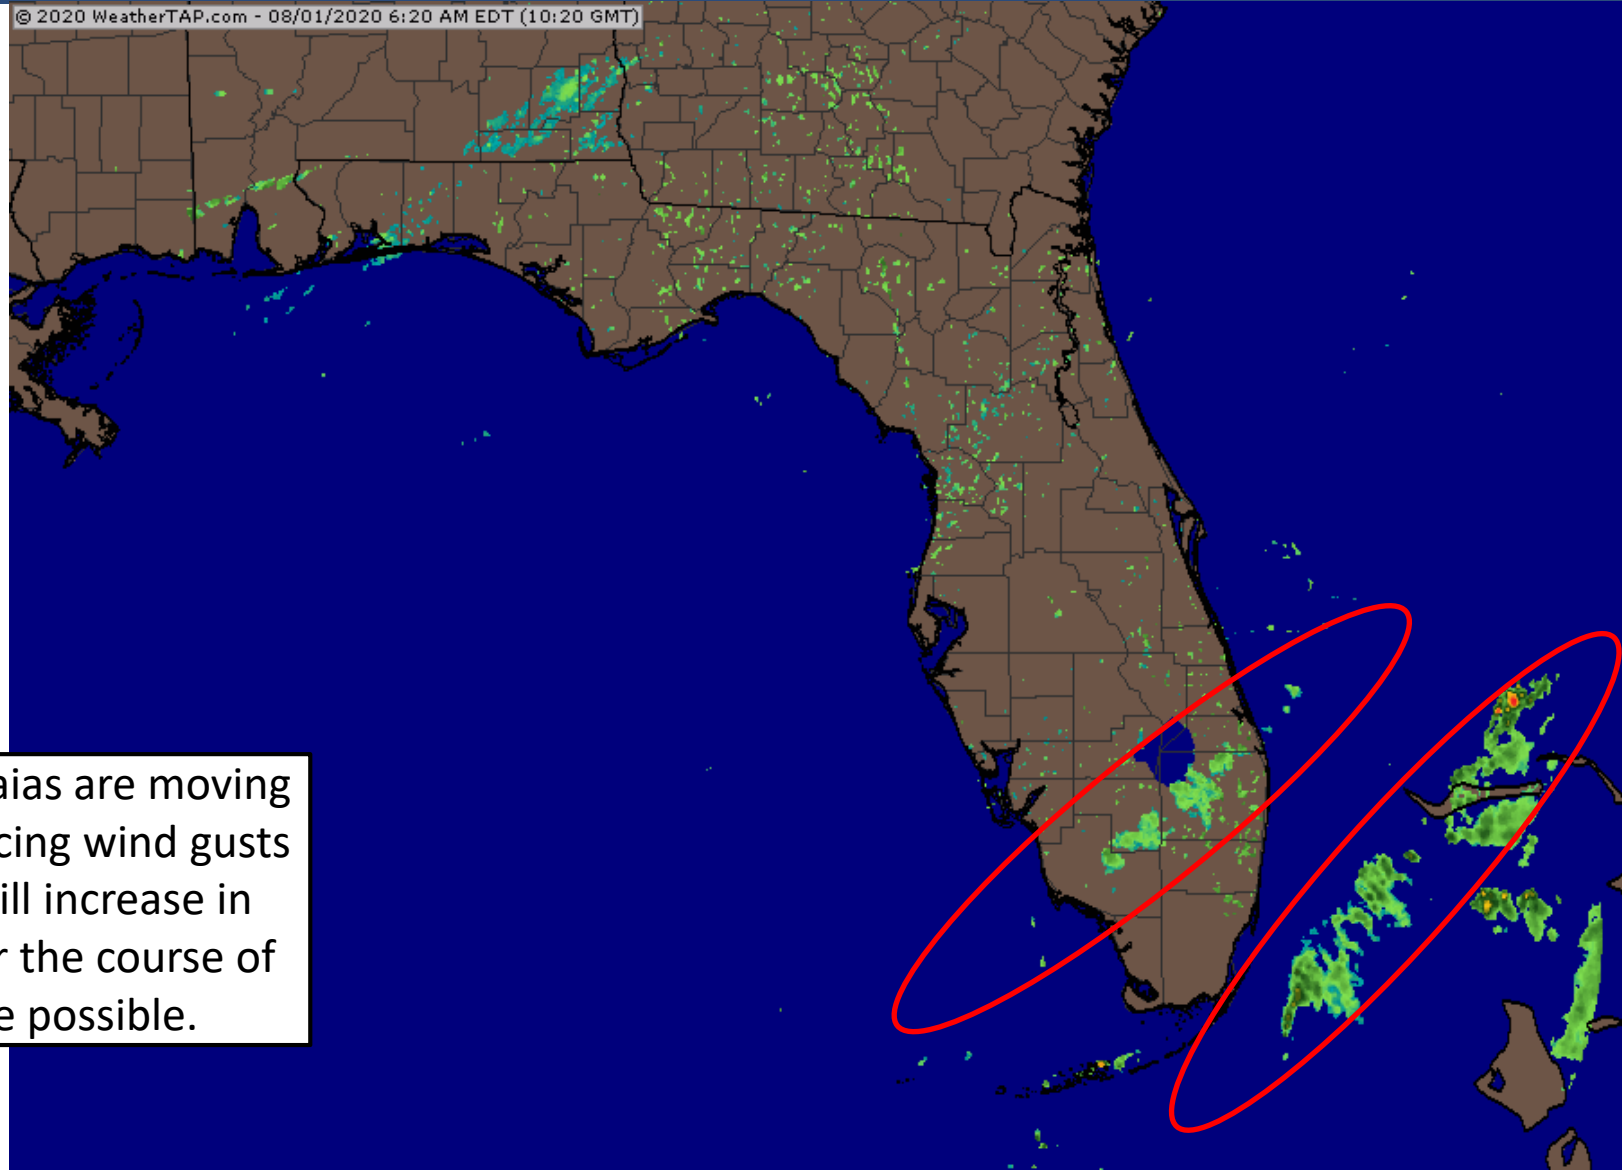 © 2020 WeatherTAP.com - 08/01/2020 6:20 AM EDT (10:20 GMT)
aias are moving
cing wind gusts
ill increase in
r the course of
e possible.